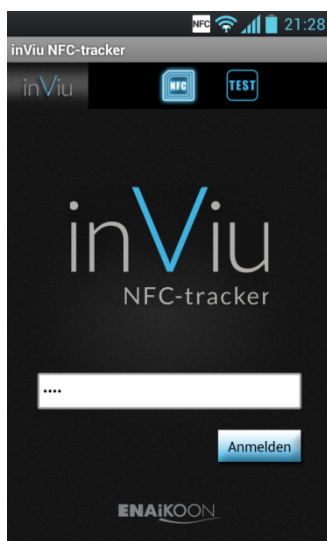 NFC 21:28
inViu NFC-tracker
inViu NFC TEST
inViu
NFC-tracker
••••
Anmelden
ENAiKOON